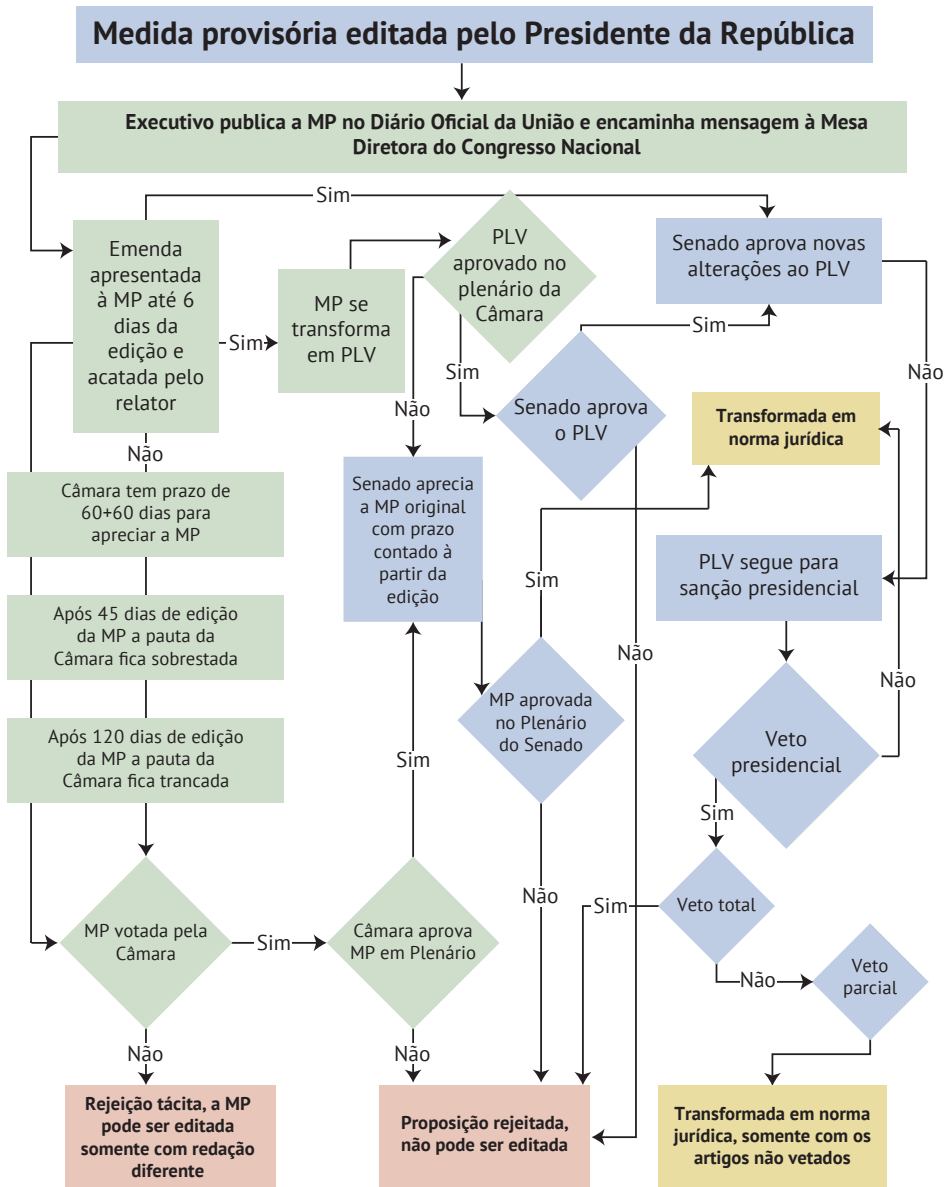 Medida provisória editada pelo Presidente da República
Executivo publica a MP no Diário Oficial da União e encaminha mensagem à Mesa
Diretora do Congresso Nacional
Sim
Emenda
apresentada
à MP até 6
dias da
edição e
acatada pelo
relator
Sim
MP se
transforma
em PLV
PLV
aprovado no
plenário da
Câmara
Senado aprova novas
alterações ao PLV
Sim
Não
Sim
Não
Senado aprova
o PLV
Transformada em
norma jurídica
Não
Câmara tem prazo de
60+60 dias para
apreciar a MP
Senado aprecia
a MP original
com prazo
contado à
partir da
edição
Sim
PLV segue para
sanção presidencial
Após 45 dias de edição
da MP a pauta da
Câmara fica sobrestada
Não
Não
MP aprovada
no Plenário
do Senado
Após 120 dias de edição
da MP a pauta da
Câmara fica trancada
Veto
presidencial
Sim
Sim
Não
Sim
Veto total
MP votada pela
Câmara
Sim
Câmara aprova
MP em Plenário
Não
Veto
parcial
Não
Não
Rejeição tácita, a MP
pode ser editada
somente com redação
diferente
Proposição rejeitada,
não pode ser editada
Transformada em norma
jurídica, somente com os
artigos não vetados